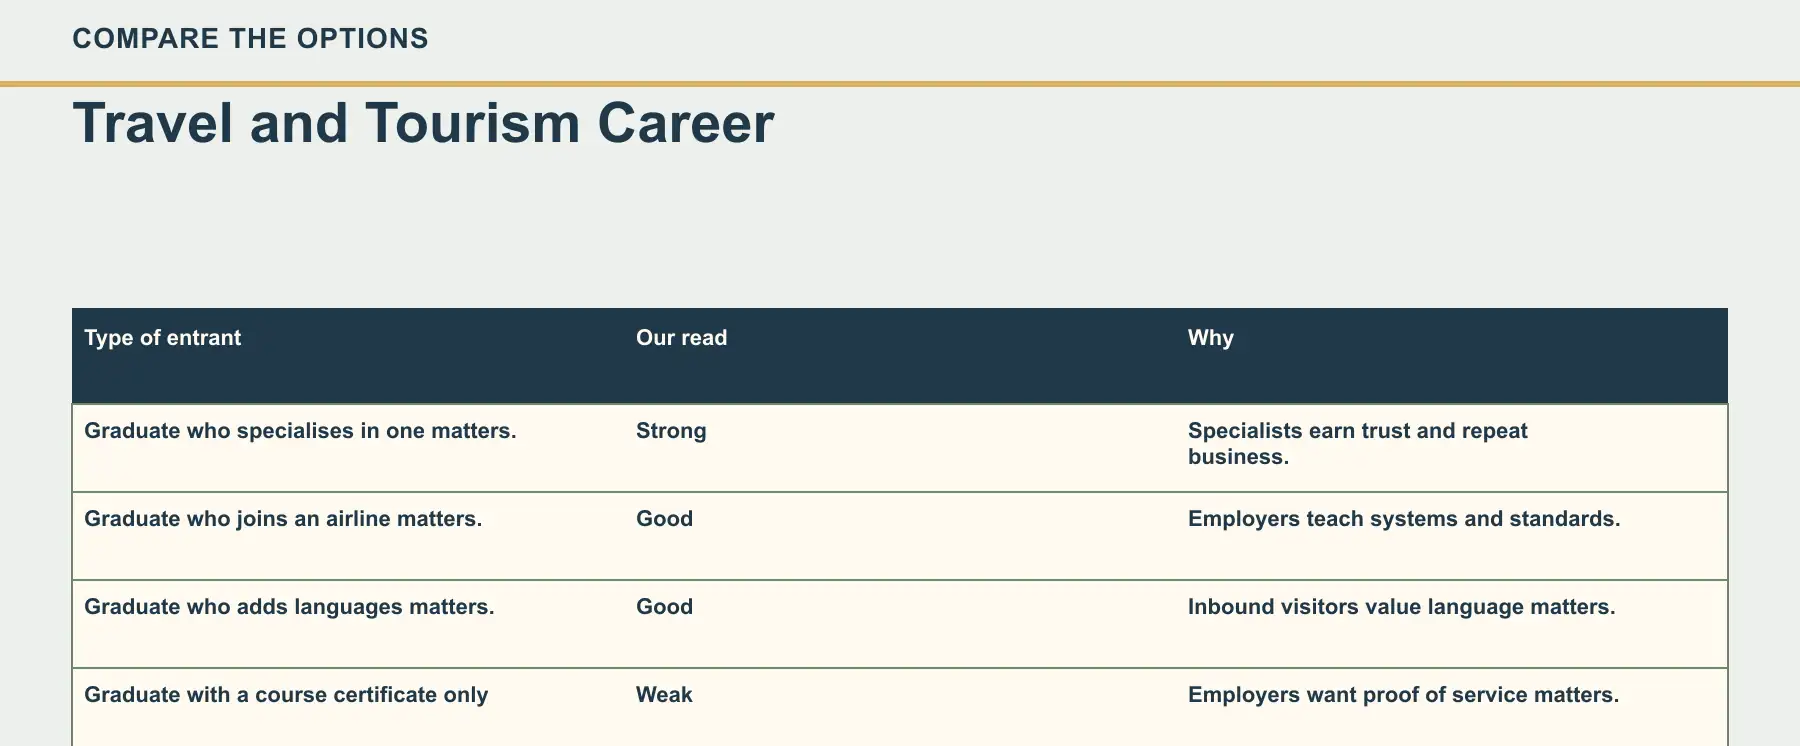 COMPARE THE OPTIONS
Travel and Tourism Career
Type of entrant
Our read
Why
Graduate who specialises in one matters.
Strong
Specialists earn trust and repeat
business.
Graduate who joins an airline matters.
Good
Employers teach systems and standards.
Graduate who adds languages matters.
Good
Inbound visitors value language matters.
Graduate with a course certificate only
Weak
Employers want proof of service matters.